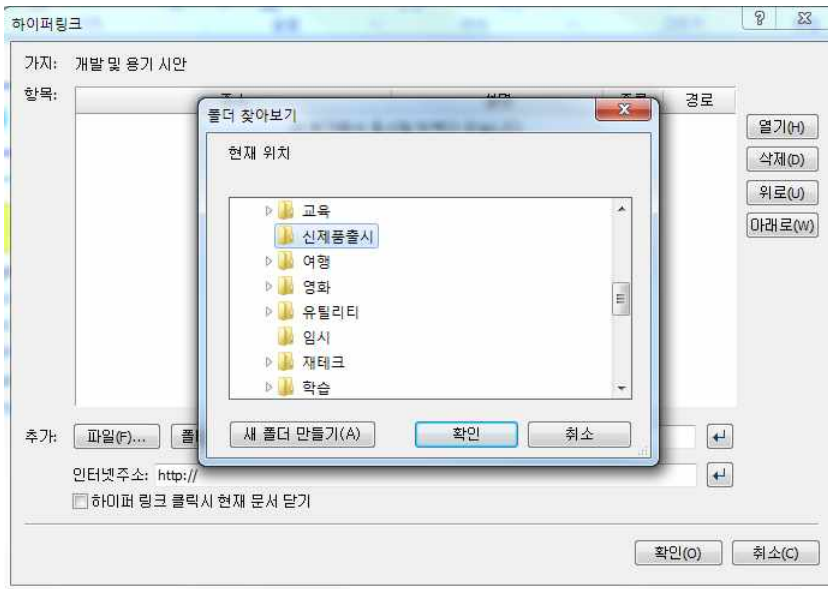 하이퍼링크
가지: 개발 및 용기 시안
항목:
경로
열기(H)
삭제(D)
위로(U)
아래로(W)
폴더 찾아보기
현재 위치
교육
신제품출시
여행
영화
유틸리티
임시
재테크
학습
새 폴더 만들기(A) 확인 취소
추가: 파일(F)...
인터넷주소: http://
하이퍼 링크 클릭시 현재 문서 닫기
확인(O) 취소(C)